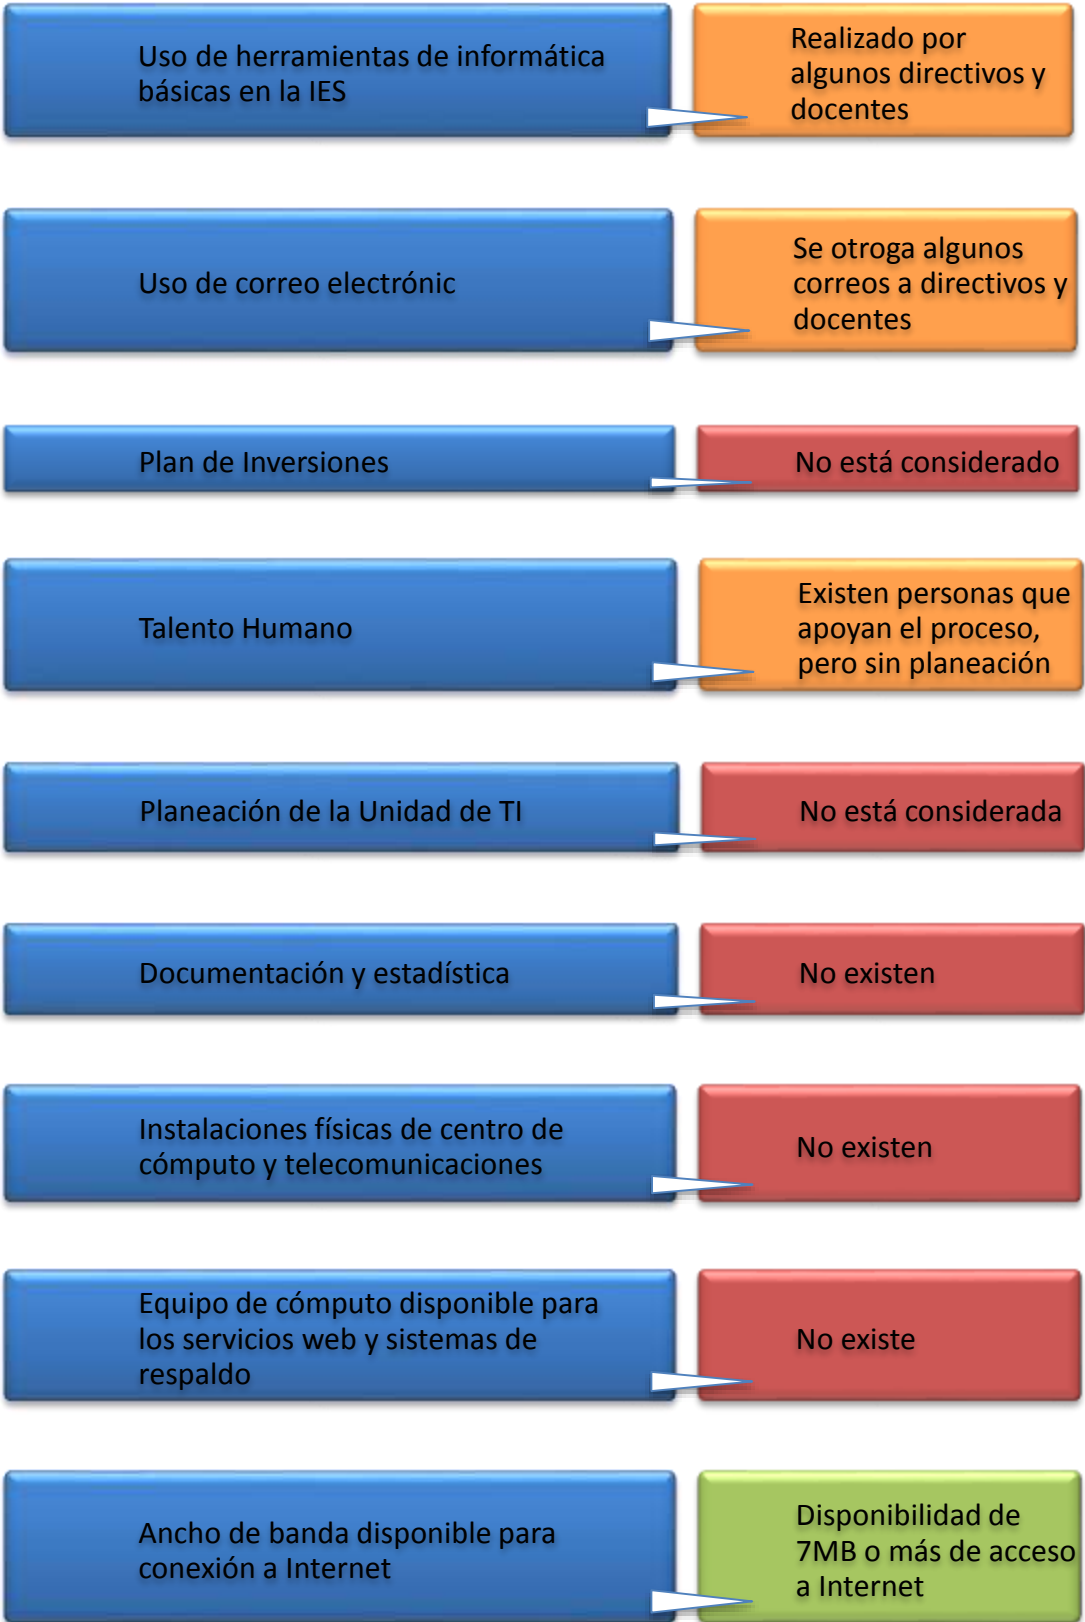 Uso de herramientas de informática
básicas en la IES
Realizado por
algunos directivos y
docentes
Uso de correo electrónic
Se otroga algunos
correos a directivos y
docentes
Plan de Inversiones
No está considerado
Talento Humano
Existen personas que
apoyan el proceso,
pero sin planeación
Planeación de la Unidad de TI
No está considerada
Documentación y estadística
No existen
Instalaciones físicas de centro de
cómputo y telecomunicaciones
No existen
Equipo de cómputo disponible para
los servicios web y sistemas de
respaldo
No existe
Ancho de banda disponible para
conexión a Internet
Disponibilidad de
7MB o más de acceso
a Internet